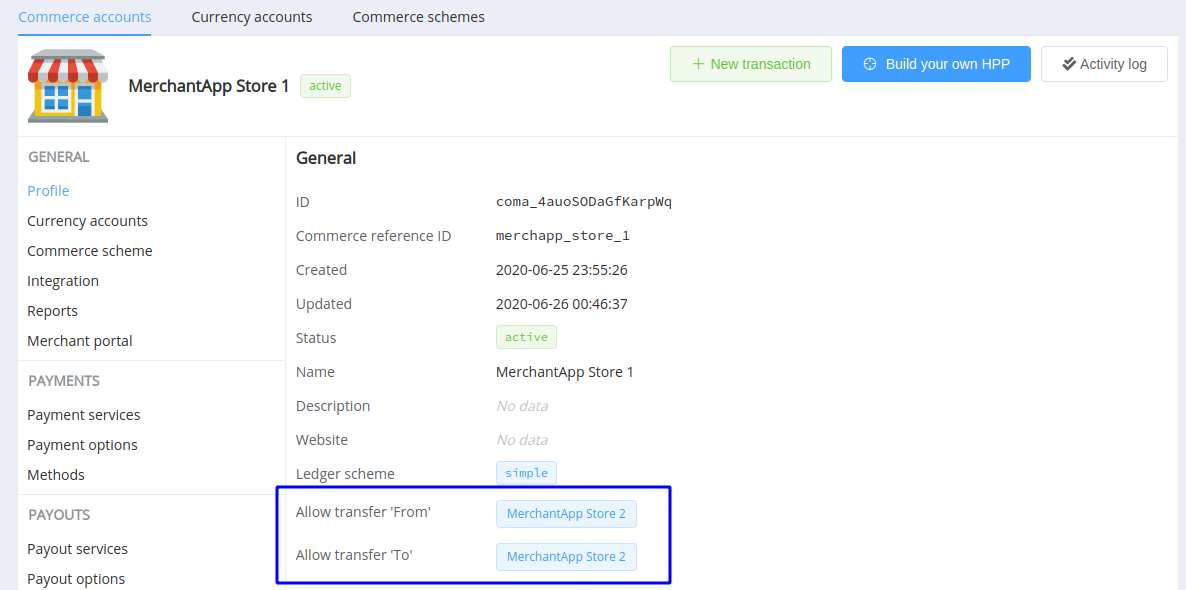 Commerce accounts Currency accounts Commerce schemes
MerchantApp Store 1 active
New transaction Build your own HPP Activity log
GENERAL
Profile
Currency accounts
Commerce scheme
Integration
Reports
Merchant portal
PAYMENTS
Payment services
Payment options
Methods
PAYOUTS
Payout services
Payout options
General
ID coma_4auoSODaGfKarpWq
Commerce reference ID merchapp_store_1
Created 2020-06-25 23:55:26
Updated 2020-06-26 00:46:37
Status active
Name MerchantApp Store 1
Description No data
Website No data
Ledger scheme simple
Allow transfer 'From' MerchantApp Store 2
Allow transfer 'To' MerchantApp Store 2